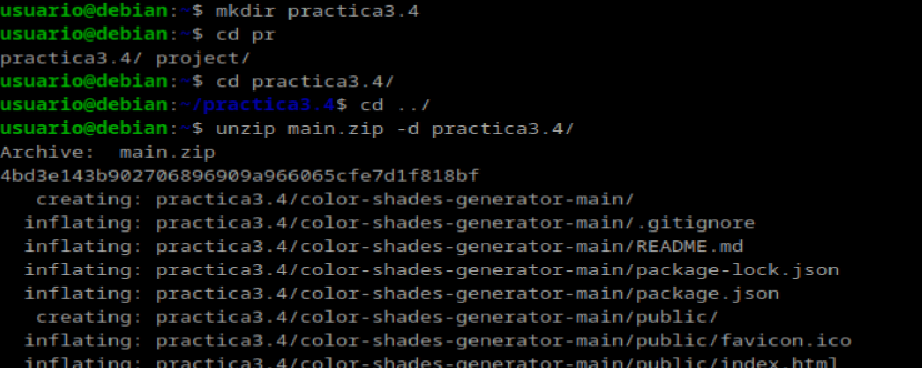 usuario@debian:~$ mkdir practica3.4
usuario@debian:~$ cd pr
practica3.4/ project/
usuario@debian:~$ cd practica3.4/
usuario@debian:~/practica3.4$ cd ../
usuario@debian:~$ unzip main.zip -d practica3.4/
Archive:  main.zip
4bd3e143b902706896909a966065cfe7d1f818bf
   creating: practica3.4/color-shades-generator-main/
  inflating: practica3.4/color-shades-generator-main/.gitignore
  inflating: practica3.4/color-shades-generator-main/README.md
  inflating: practica3.4/color-shades-generator-main/package-lock.json
  inflating: practica3.4/color-shades-generator-main/package.json
   creating: practica3.4/color-shades-generator-main/public/
  inflating: practica3.4/color-shades-generator-main/public/favicon.ico
  inflating: practica3.4/color-shades-generator-main/public/index.html